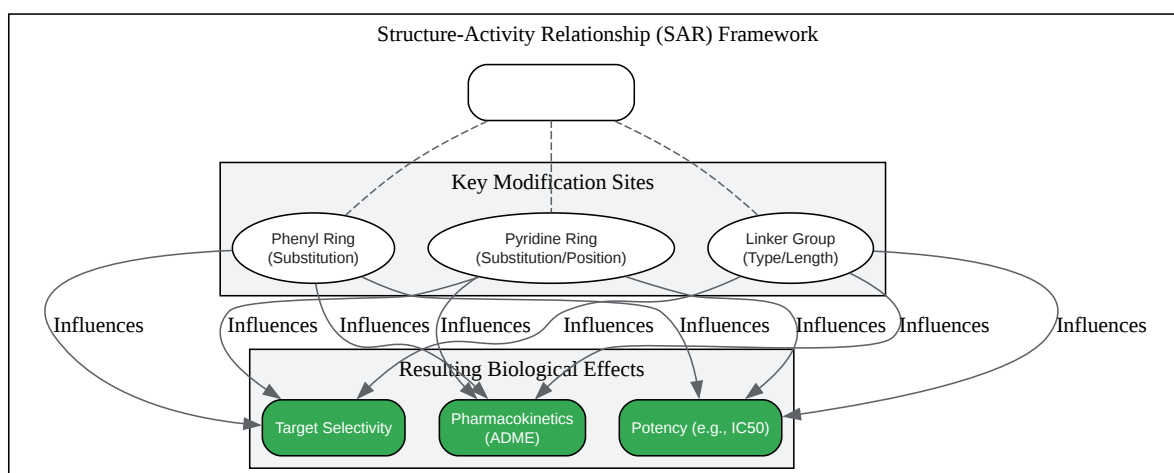 Structure-Activity Relationship (SAR) Framework
Key Modification Sites
Phenyl Ring
(Substitution)
Pyridine Ring
(Substitution/Position)
Linker Group
(Type/Length)
Influences
Influences
Influences
Influences
Influences
Influences
Influences
Influences
Influences
Resulting Biological Effects
Target Selectivity
Pharmacokinetics
(ADME)
Potency (e.g., IC50)